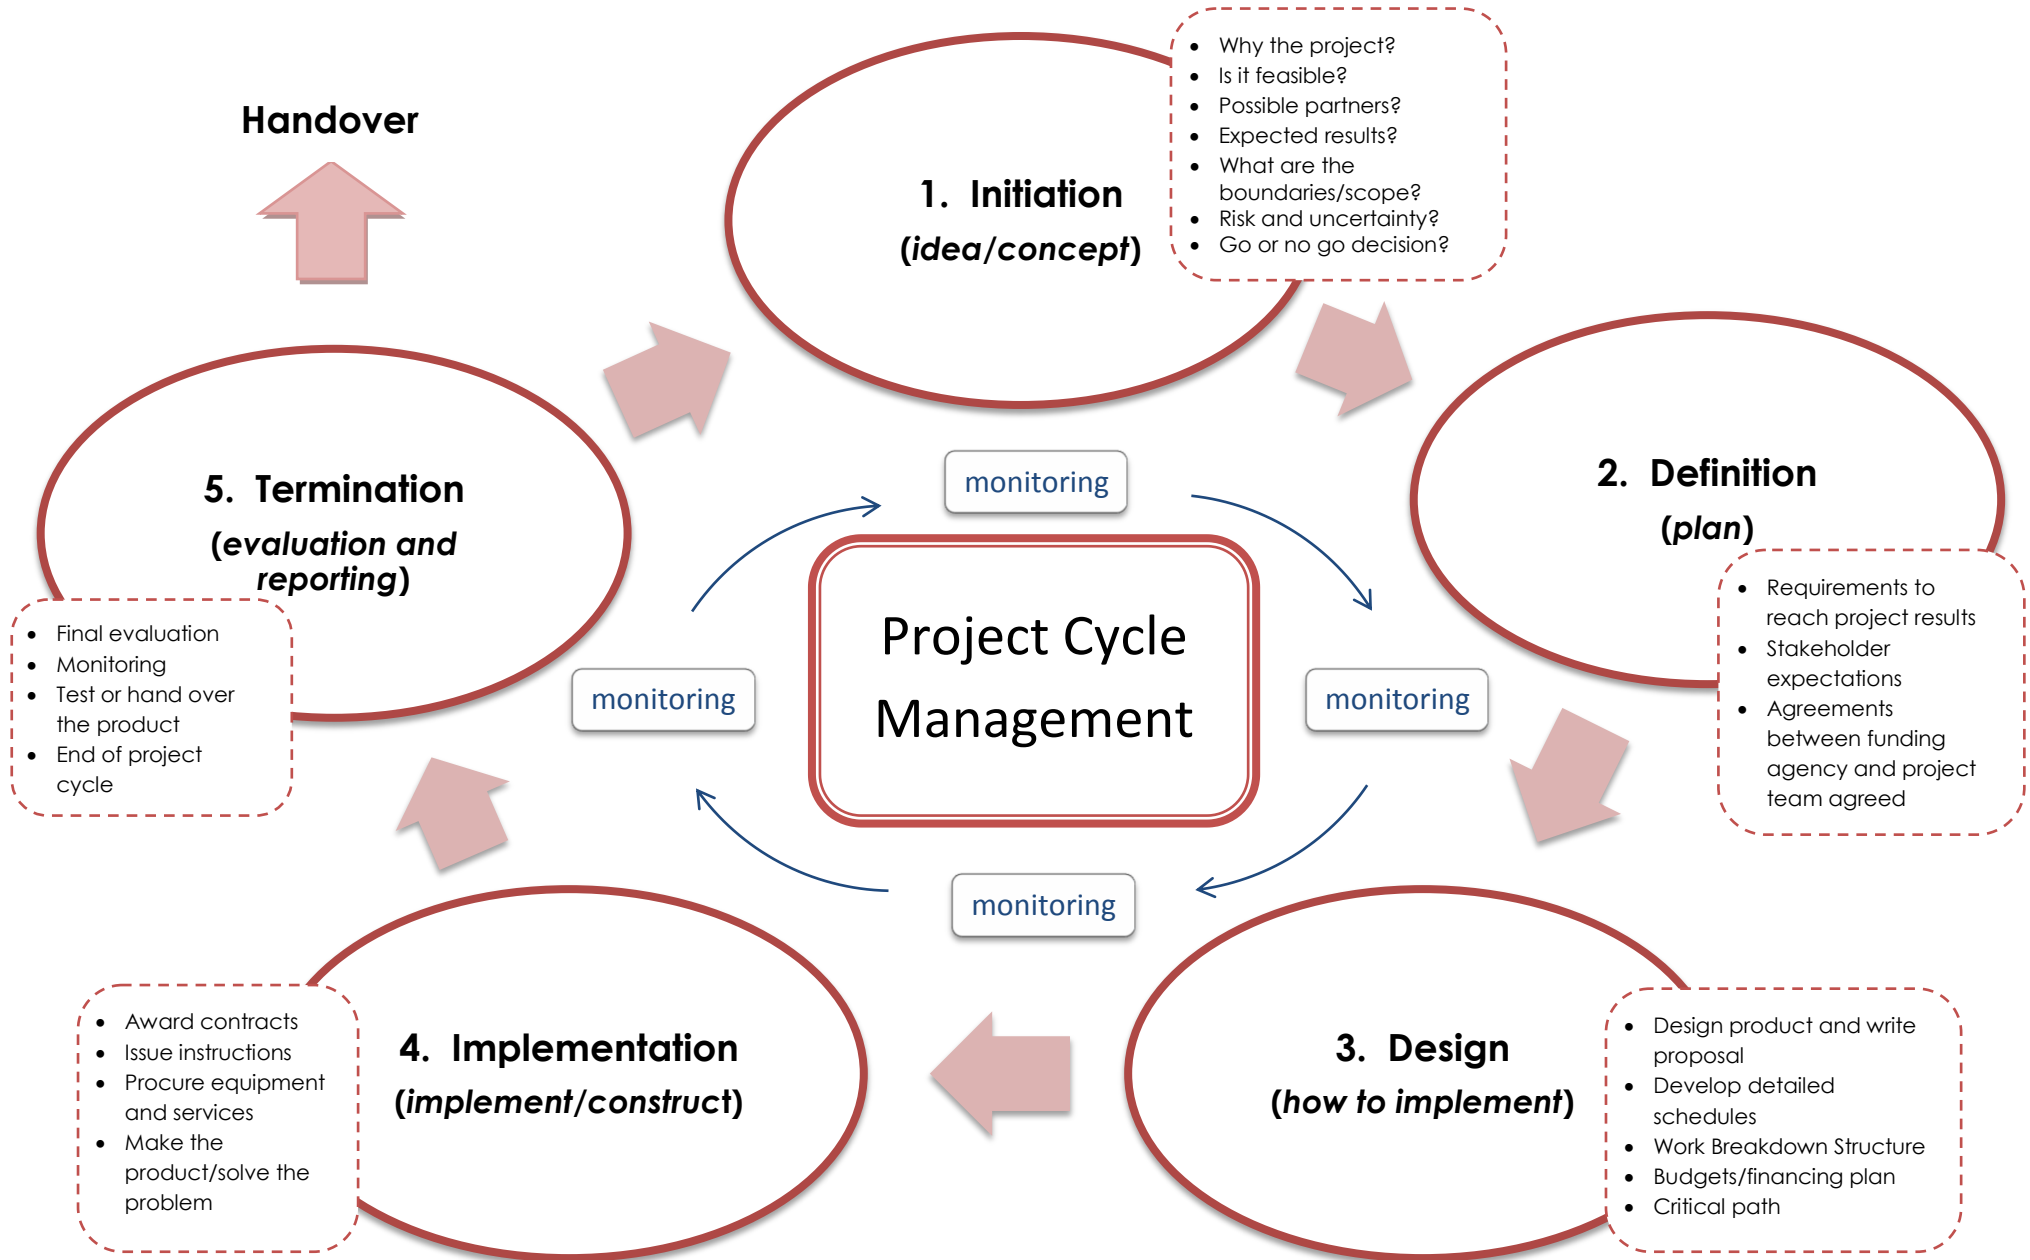 Handover
1. Initiation
(idea/concept)
• Why the project?
• Is it feasible?
• Possible partners?
• Expected results?
• What are the
boundaries/scope?
• Risk and uncertainty?
• Go or no go decision?
2. Definition
(plan)
• Requirements to
reach project results
• Stakeholder
expectations
• Agreements
between funding
agency and project
team agreed
3. Design
(how to implement)
• Design product and write
proposal
• Develop detailed
schedules
• Work Breakdown Structure
• Budgets/financing plan
• Critical path
4. Implementation
(implement/construct)
• Award contracts
• Issue instructions
• Procure equipment
and services
• Make the
product/solve the
problem
5. Termination
(evaluation and
reporting)
• Final evaluation
• Monitoring
• Test or hand over
the product
• End of project
cycle
monitoring
monitoring
monitoring
monitoring
Project Cycle
Management